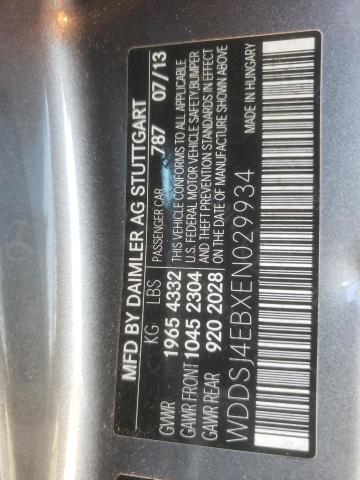 MFD BY DAIMLER AG STUTTGART
KG LBS PASSENGER CAR 787 07/13
GVWR 1965 4332 THIS VEHICLE CONFORMS TO ALL APPLICABLE
U.S. FEDERAL MOTOR VEHICLE SAFETY, BUMPER
GAWR FRONT 1045 2304 AND THEFT PREVENTION STANDARDS IN EFFECT
ON THE DATE OF MANUFACTURE SHOWN ABOVE
GAWR REAR 920 2028
WDDSJ4EBXEN029934 MADE IN HUNGARY